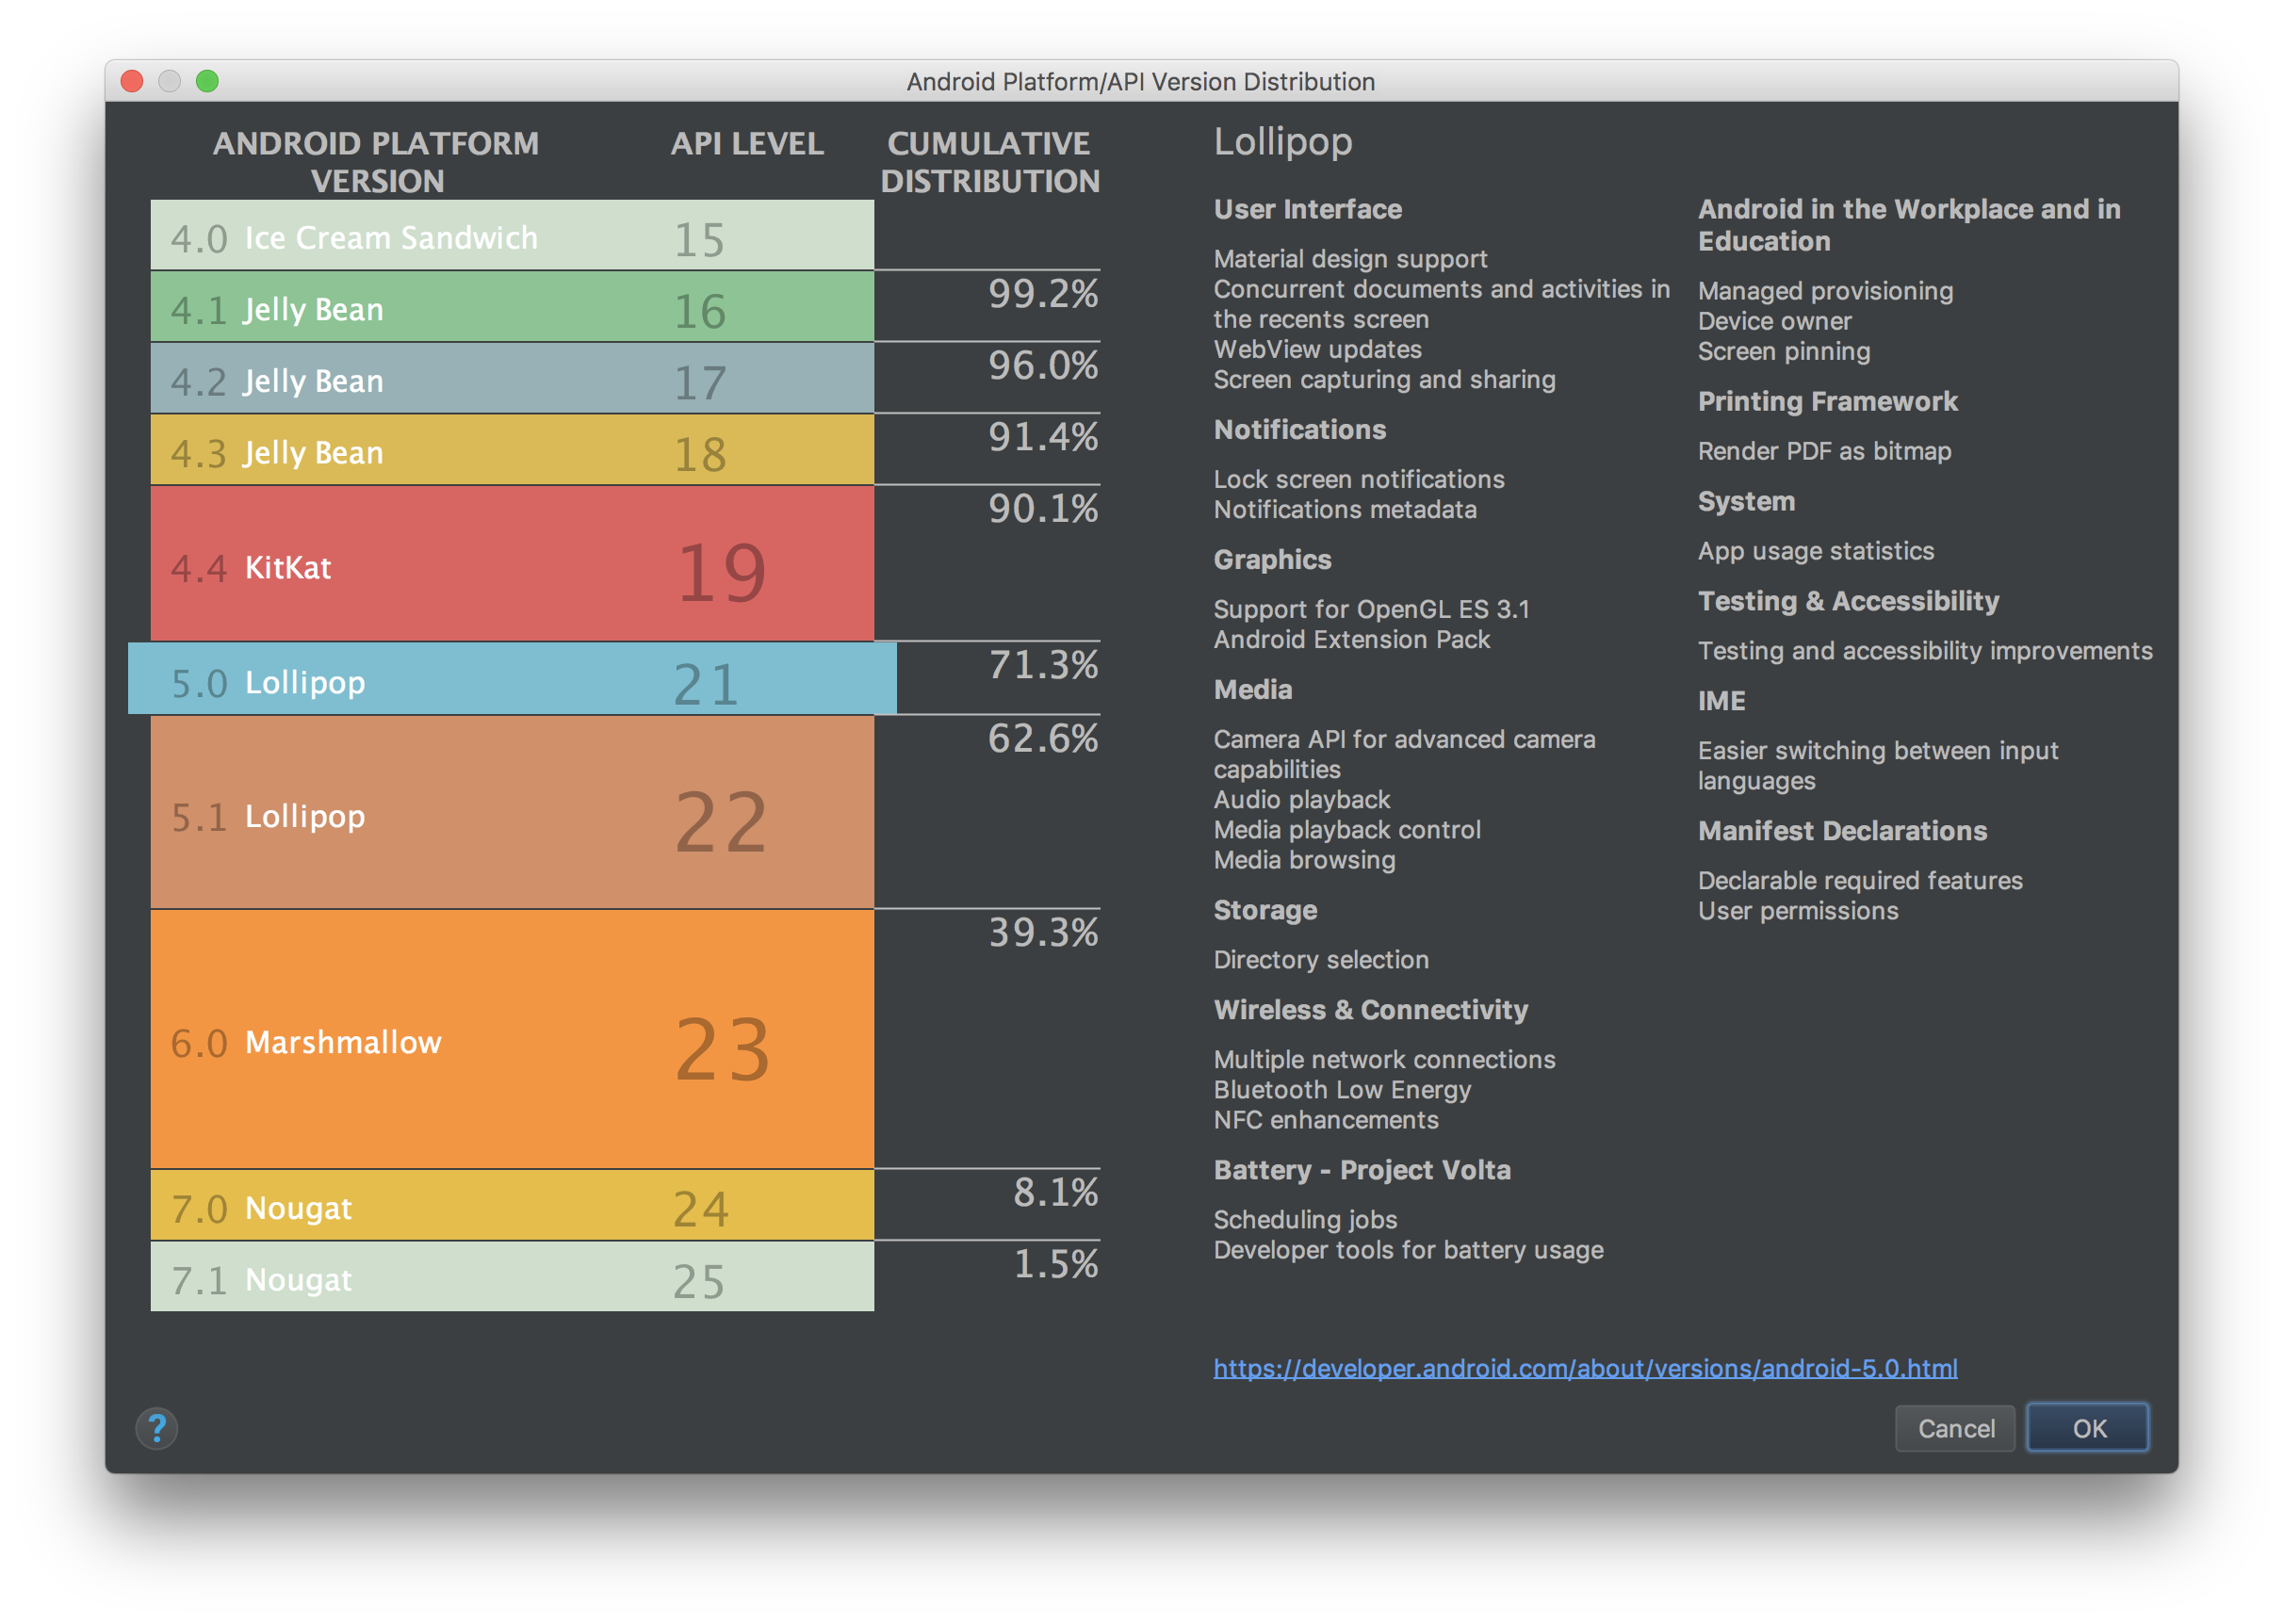 Android Platform/API Version Distribution
ANDROID PLATFORM
VERSION
API LEVEL
CUMULATIVE
DISTRIBUTION
4.0 Ice Cream Sandwich 15
99.2%
4.1 Jelly Bean 16
96.0%
4.2 Jelly Bean 17
91.4%
4.3 Jelly Bean 18
90.1%
4.4 KitKat 19
71.3%
5.0 Lollipop 21
62.6%
5.1 Lollipop 22
39.3%
6.0 Marshmallow 23
8.1%
7.0 Nougat 24
1.5%
7.1 Nougat 25
Lollipop
User Interface
Material design support
Concurrent documents and activities in
the recents screen
WebView updates
Screen capturing and sharing
Notifications
Lock screen notifications
Notifications metadata
Graphics
Support for OpenGL ES 3.1
Android Extension Pack
Media
Camera API for advanced camera
capabilities
Audio playback
Media playback control
Media browsing
Storage
Directory selection
Wireless & Connectivity
Multiple network connections
Bluetooth Low Energy
NFC enhancements
Battery - Project Volta
Scheduling jobs
Developer tools for battery usage
Android in the Workplace and in
Education
Managed provisioning
Device owner
Screen pinning
Printing Framework
Render PDF as bitmap
System
App usage statistics
Testing & Accessibility
Testing and accessibility improvements
IME
Easier switching between input
languages
Manifest Declarations
Declarable required features
User permissions
https://developer.android.com/about/versions/android-5.0.html
?
Cancel
OK